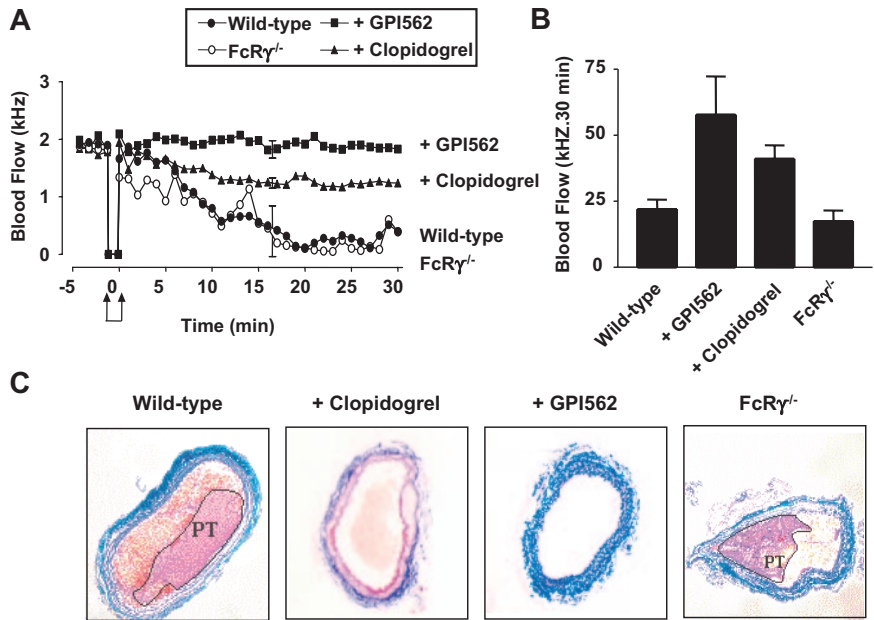 A
Wild-type + GPI562
FcRγ-/- + Clopidogrel
Blood Flow (kHz)
3
2
1
0
+ GPI562
+ Clopidogrel
Wild-type
FcRγ-/-
-5 0 5 10 15 20 25 30
Time (min)
B
Blood Flow (kHZ.30 min)
75
50
25
0
Wild-type
+ GPI562
+ Clopidogrel
FcRγ-/-
C
Wild-type + Clopidogrel + GPI562 FcRγ-/-
PT
PT